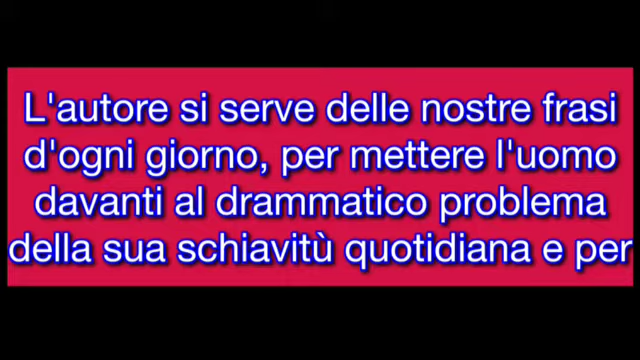 L'autore si serve delle nostre frasi
d'ogni giorno, per mettere l'uomo
davanti al drammatico problema
della sua schiavitù quotidiana e per